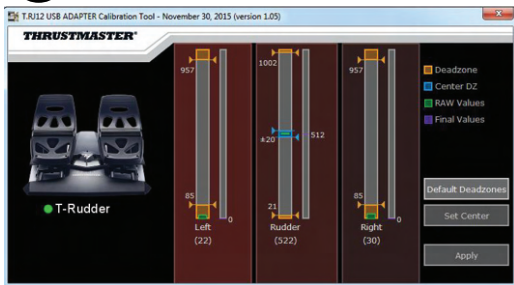 T.RJ12 USB ADAPTER Calibration Tool - November 30, 2015 (version 1.05)
THRUSTMASTER®
957
1002
957
Deadzone
Center DZ
RAW Values
Final Values
±20
512
85
21
85
Default Deadzones
T-Rudder
0
0
Set Center
Left
Rudder
Right
(22)
(522)
(30)
Apply